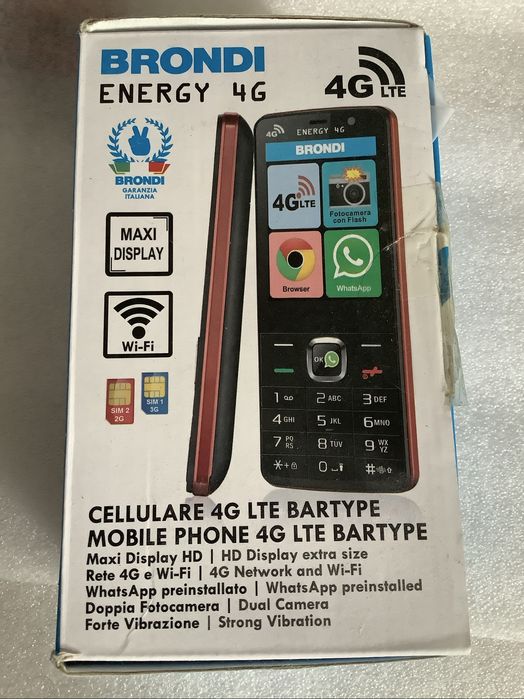 BRONDI
ENERGY 4G
4G LTE
BRONDI
GARANZIA
ITALIANA
MAXI
DISPLAY
Wi-Fi
SIM 2
2G
SIM 1
3G
4G ENERGY 4G
BRONDI
4G LTE
Fotocamera
con Flash
Browser
WhatsApp
OK
1 2 ABC 3 DEF
4 GHI 5 JKL 6 MNO
7 PQRS 8 TUV 9 WXYZ
*+ 0 #
CELLULARE 4G LTE BARTYPE
MOBILE PHONE 4G LTE BARTYPE
Maxi Display HD | HD Display extra size
Rete 4G e Wi-Fi | 4G Network and Wi-Fi
WhatsApp preinstallato | WhatsApp preinstalled
Doppia Fotocamera | Dual Camera
Forte Vibrazione | Strong Vibration